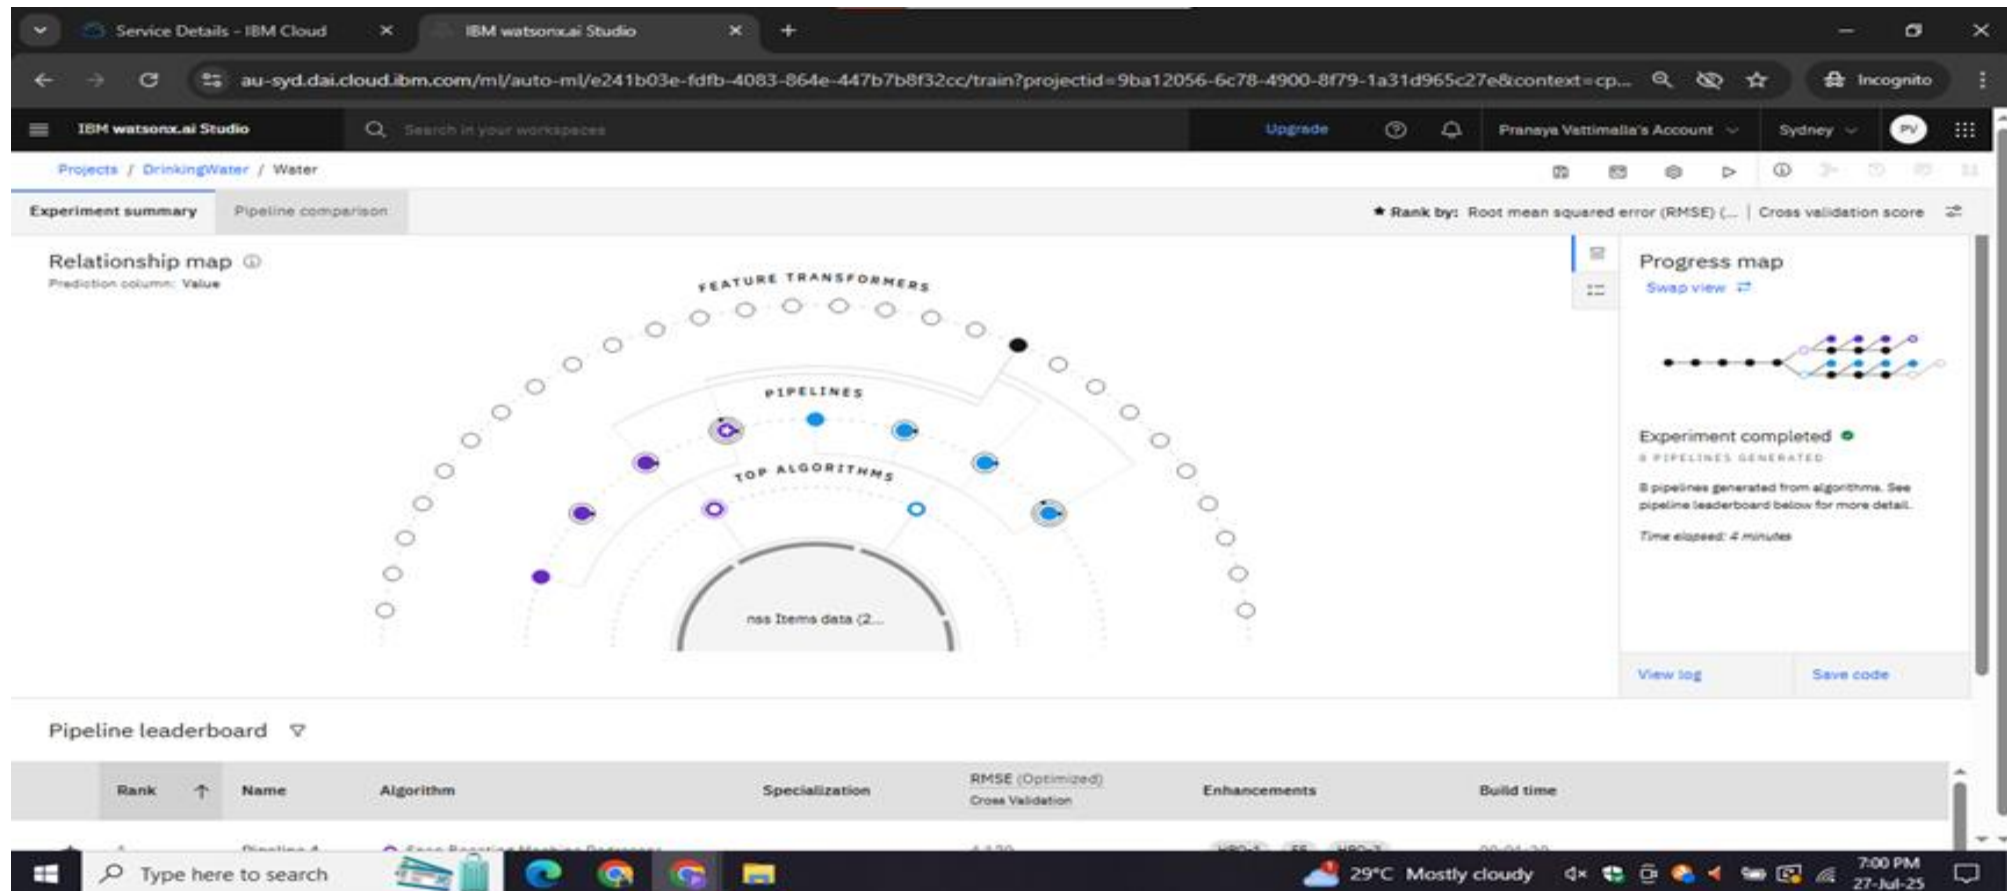 Service Details - IBM Cloud
IBM watsonx.ai Studio
au-syd.dai.cloud.ibm.com/ml/auto-ml/e241b03e-fdfb-4083-864e-447b7b8f32cc/train?projectid=9ba12056-6c78-4900-8f79-1a31d965c27e&context=cp...
Incognito
IBM watsonx.ai Studio
Search in your workspaces
Upgrade
Pranaya Vattimalla's Account
Sydney
PV
Projects / DrinkingWater / Water
Experiment summary
Pipeline comparison
Rank by: Root mean squared error (RMSE) (... | Cross validation score
Relationship map
Prediction column: Value
FEATURE TRANSFORMERS
PIPELINES
TOP ALGORITHMS
nss Items data (2...
Progress map
Swap view
Experiment completed
8 PIPELINES GENERATED
8 pipelines generated from algorithms. See
pipeline leaderboard below for more detail.
Time elapsed: 4 minutes
View log
Save code
Pipeline leaderboard
Rank
Name
Algorithm
Specialization
RMSE (Optimized)
Cross Validation
Enhancements
Build time
Type here to search
29°C Mostly cloudy
7:00 PM
27-Jul-25